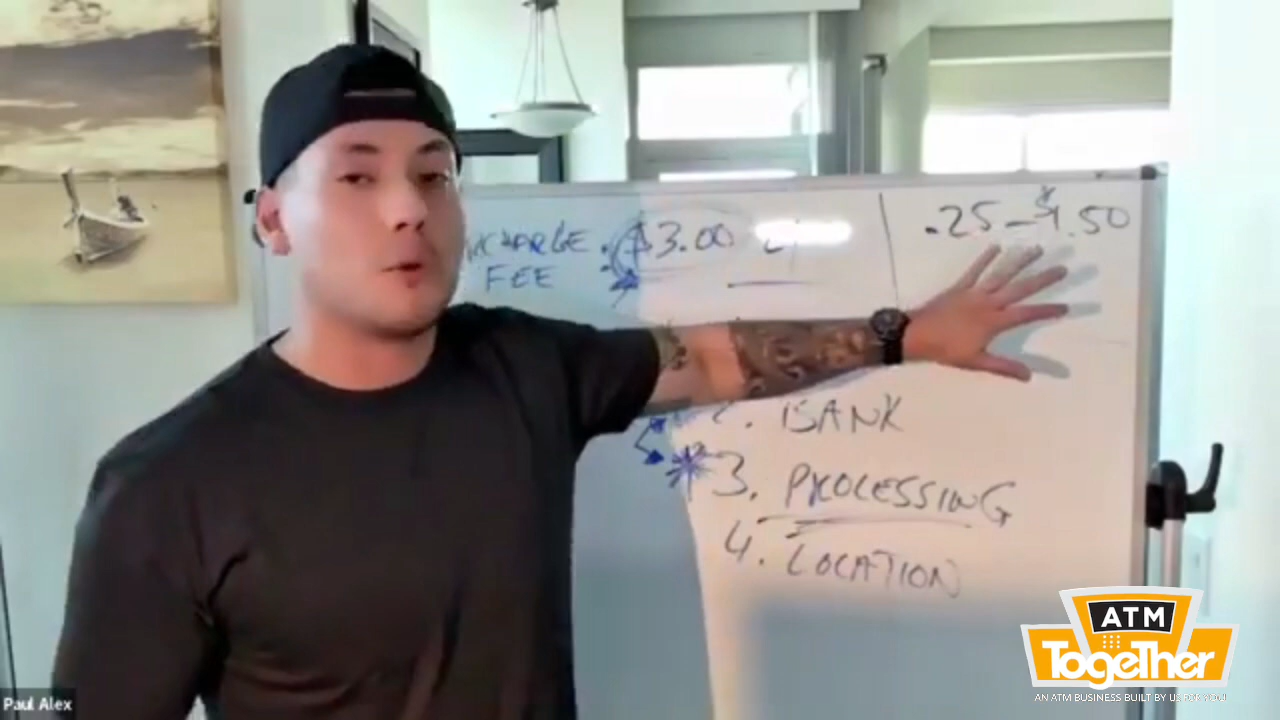 .25-$1.50
$3.00
FEE
2. BANK
3. PROCESSING
4. LOCATION
ATM
Together
AN ATM BUSINESS BUILT BY US FOR YOU!
Paul Alex